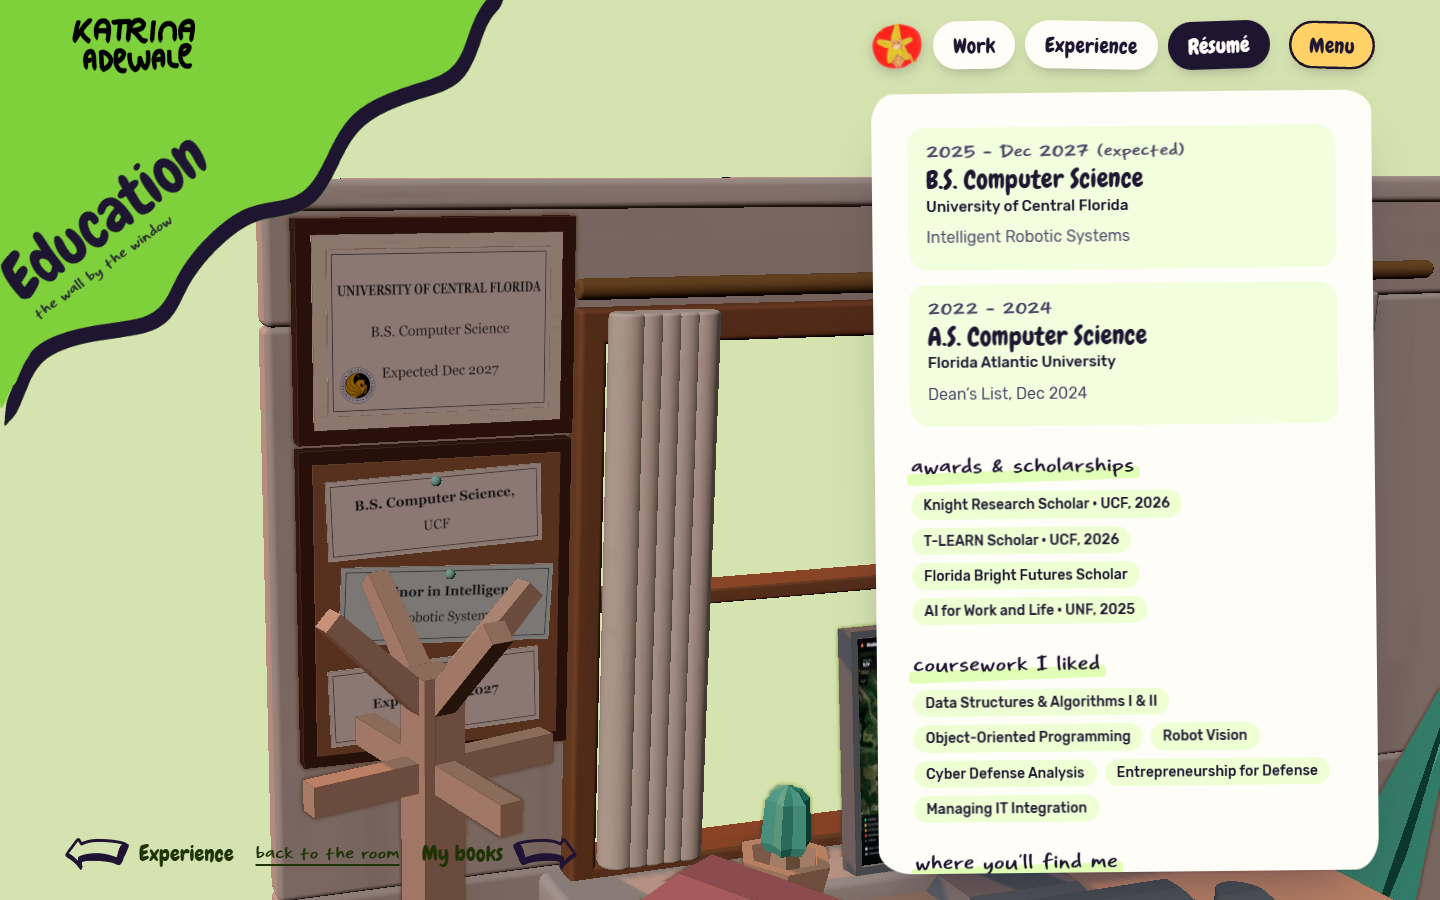 KATRINA
ADEWALE
Work
Experience
Résumé
Menu
Education
the wall by the window
UNIVERSITY OF CENTRAL FLORIDA
B.S. Computer Science
Expected Dec 2027
B.S. Computer Science,
UCF
in
2025 – Dec 2027 (expected)
B.S. Computer Science
University of Central Florida
Intelligent Robotic Systems
2022 – 2024
A.S. Computer Science
Florida Atlantic University
Dean's List, Dec 2024
awards & scholarships
Knight Research Scholar • UCF, 2026
T-LEARN Scholar • UCF, 2026
Florida Bright Futures Scholar
AI for Work and Life • UNF, 2025
coursework I liked
Data Structures & Algorithms I & II
Object-Oriented Programming
Robot Vision
Cyber Defense Analysis
Entrepreneurship for Defense
Managing IT Integration
where you'll find me
Experience
back to the room
My books